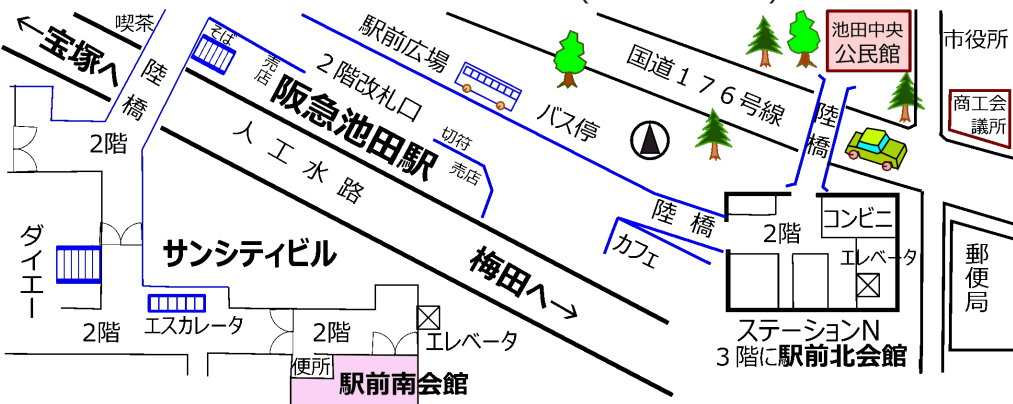 喫茶
←宝塚へ
陸橋
2階
そば
売店
駅前広場
２階改札口
阪急池田駅
切符
売店
人工水路
バス停
国道１７６号線
池田中央
公民館
市役所
商工会
議所
陸橋
陸橋
カフェ
2階
コンビニ
エレベータ
郵便局
ステーションN
３階に駅前北会館
ダイエー
サンシティビル
梅田へ→
エスカレータ
2階
2階
エレベータ
便所
駅前南会館